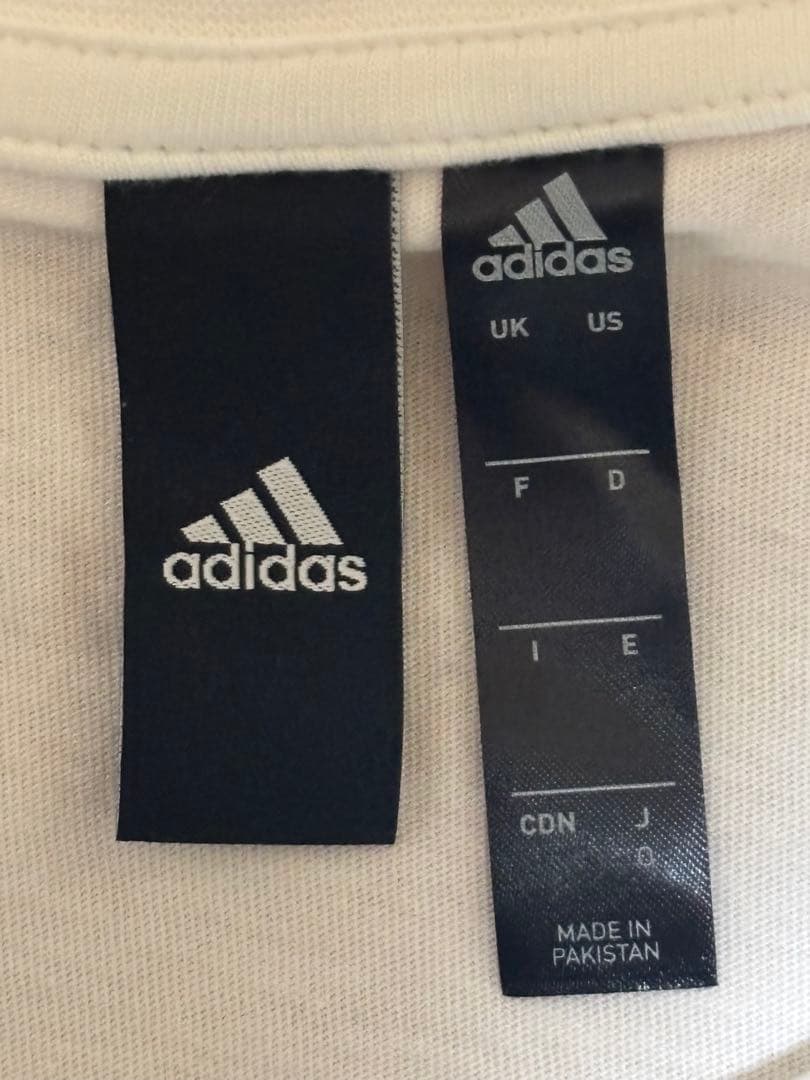 adidas
adidas
UK US
F D
I E
CDN J
O
MADE IN
PAKISTAN